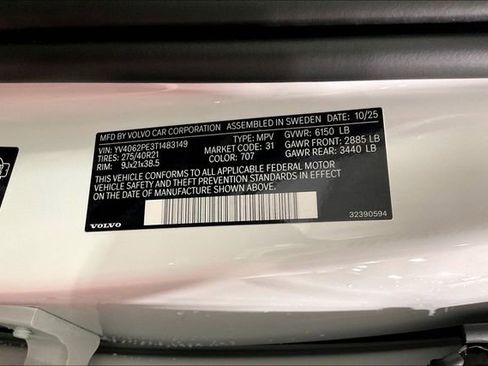 MFD BY VOLVO CAR CORPORATION ASSEMBLED IN SWEDEN 10/25
VIN: YV4062PE3T1483149 TYPE: MPV GVWR: 6150 LB
TIRES: 275/40R21 MARKET CODE: 31 GAWR FRONT: 2885 LB
RIM: 9Jx21x38.5 COLOR: 707 GAWR REAR: 3440 LB
THIS VEHICLE CONFORMS TO ALL APPLICABLE FEDERAL MOTOR
VEHICLE SAFETY AND THEFT PREVENTION STANDARDS IN EFFECT
ON THE DATE OF MANUFACTURE SHOWN ABOVE.
VOLVO 32390594